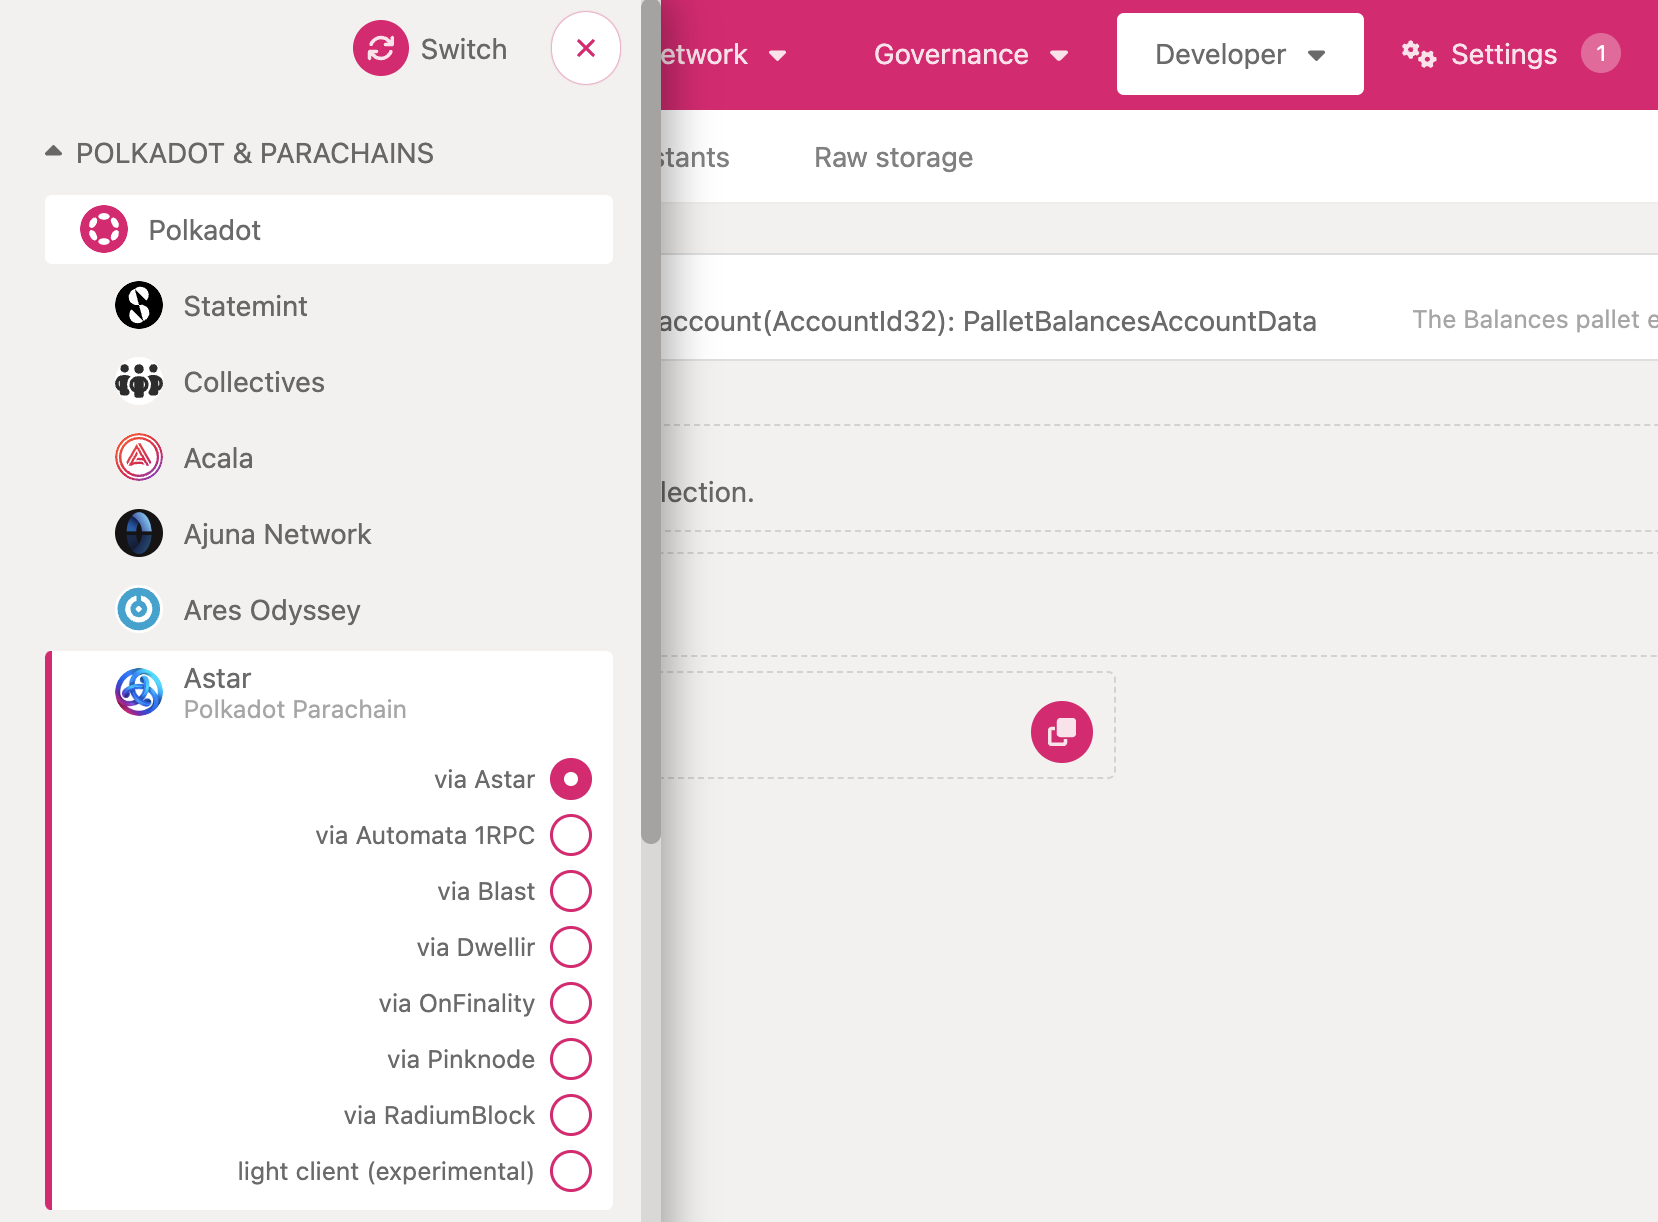 Switch
POLKADOT & PARACHAINS
Polkadot
Statemint
Collectives
Acala
Ajuna Network
Ares Odyssey
Astar
Polkadot Parachain
via Astar
via Automata 1RPC
via Blast
via Dwellir
via OnFinality
via Pinknode
via RadiumBlock
light client (experimental)
etwork Governance Developer Settings 1
stants Raw storage
account(AccountId32): PalletBalancesAccountData The Balances pallet e
lection.